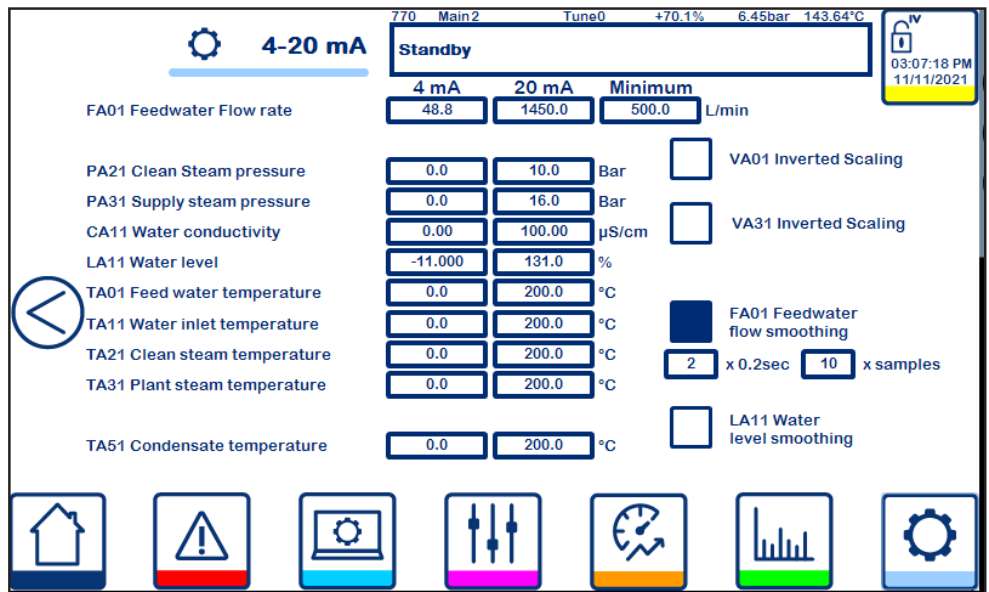 770 Main2 Tune0 +70.1% 6.45bar 143.64°C
IV
4-20 mA
Standby
03:07:18 PM
11/11/2021
4 mA 20 mA Minimum
FA01 Feedwater Flow rate 48.8 1450.0 500.0 L/min
VA01 Inverted Scaling
PA21 Clean Steam pressure 0.0 10.0 Bar
PA31 Supply steam pressure 0.0 16.0 Bar
VA31 Inverted Scaling
CA11 Water conductivity 0.00 100.00 µS/cm
LA11 Water level -11.000 131.0 %
TA01 Feed water temperature 0.0 200.0 °C
FA01 Feedwater
flow smoothing
TA11 Water inlet temperature 0.0 200.0 °C
TA21 Clean steam temperature 0.0 200.0 °C
2 x 0.2sec 10 x samples
TA31 Plant steam temperature 0.0 200.0 °C
LA11 Water
level smoothing
TA51 Condensate temperature 0.0 200.0 °C